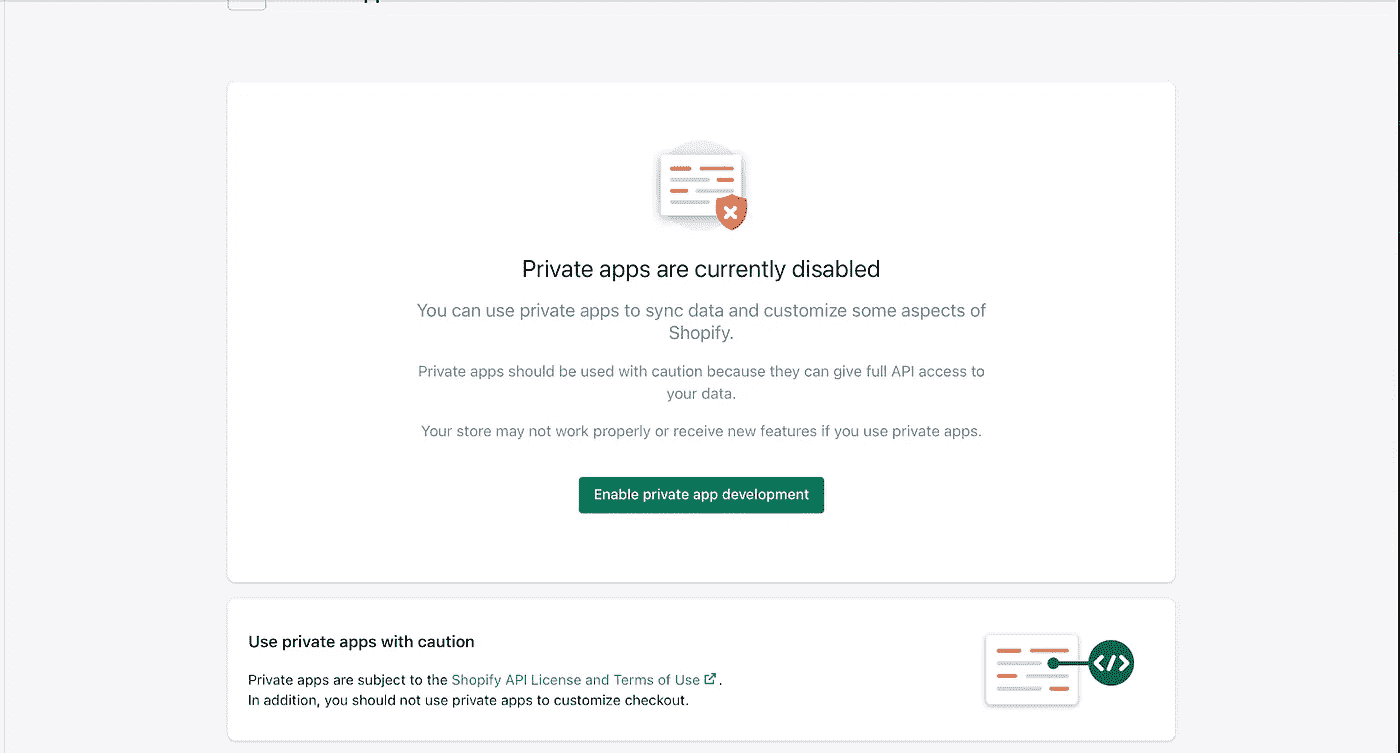 Private apps are currently disabled
You can use private apps to sync data and customize some aspects of
Shopify.
Private apps should be used with caution because they can give full API access to
your data.
Your store may not work properly or receive new features if you use private apps.
Enable private app development
Use private apps with caution
Private apps are subject to the Shopify API License and Terms of Use .
In addition, you should not use private apps to customize checkout.